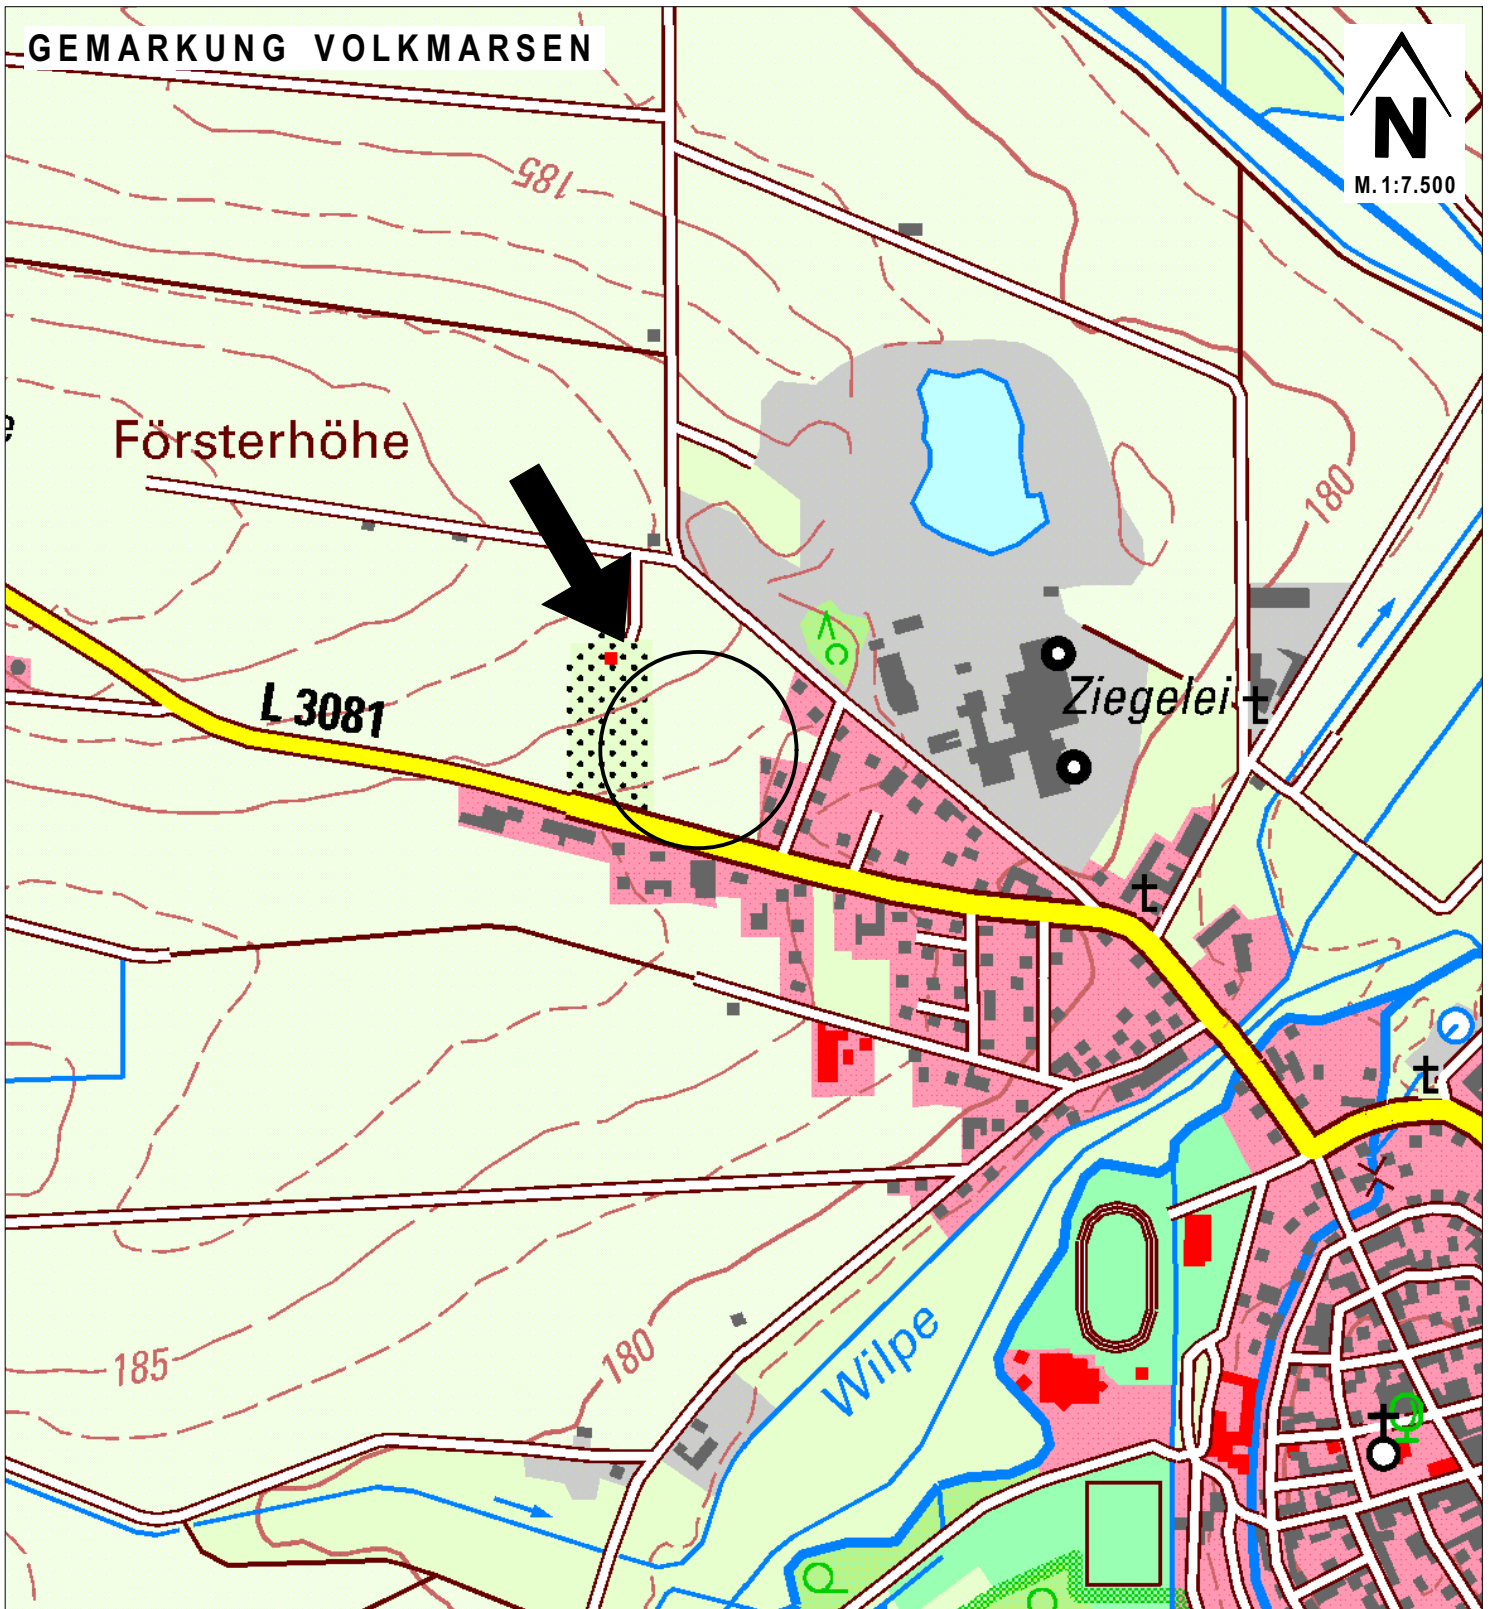 GEMARKUNG VOLKMARSEN
N
M. 1:7.500
185
Försterhöhe
180
L 3081
Ziegelei
Wilpe
180
185